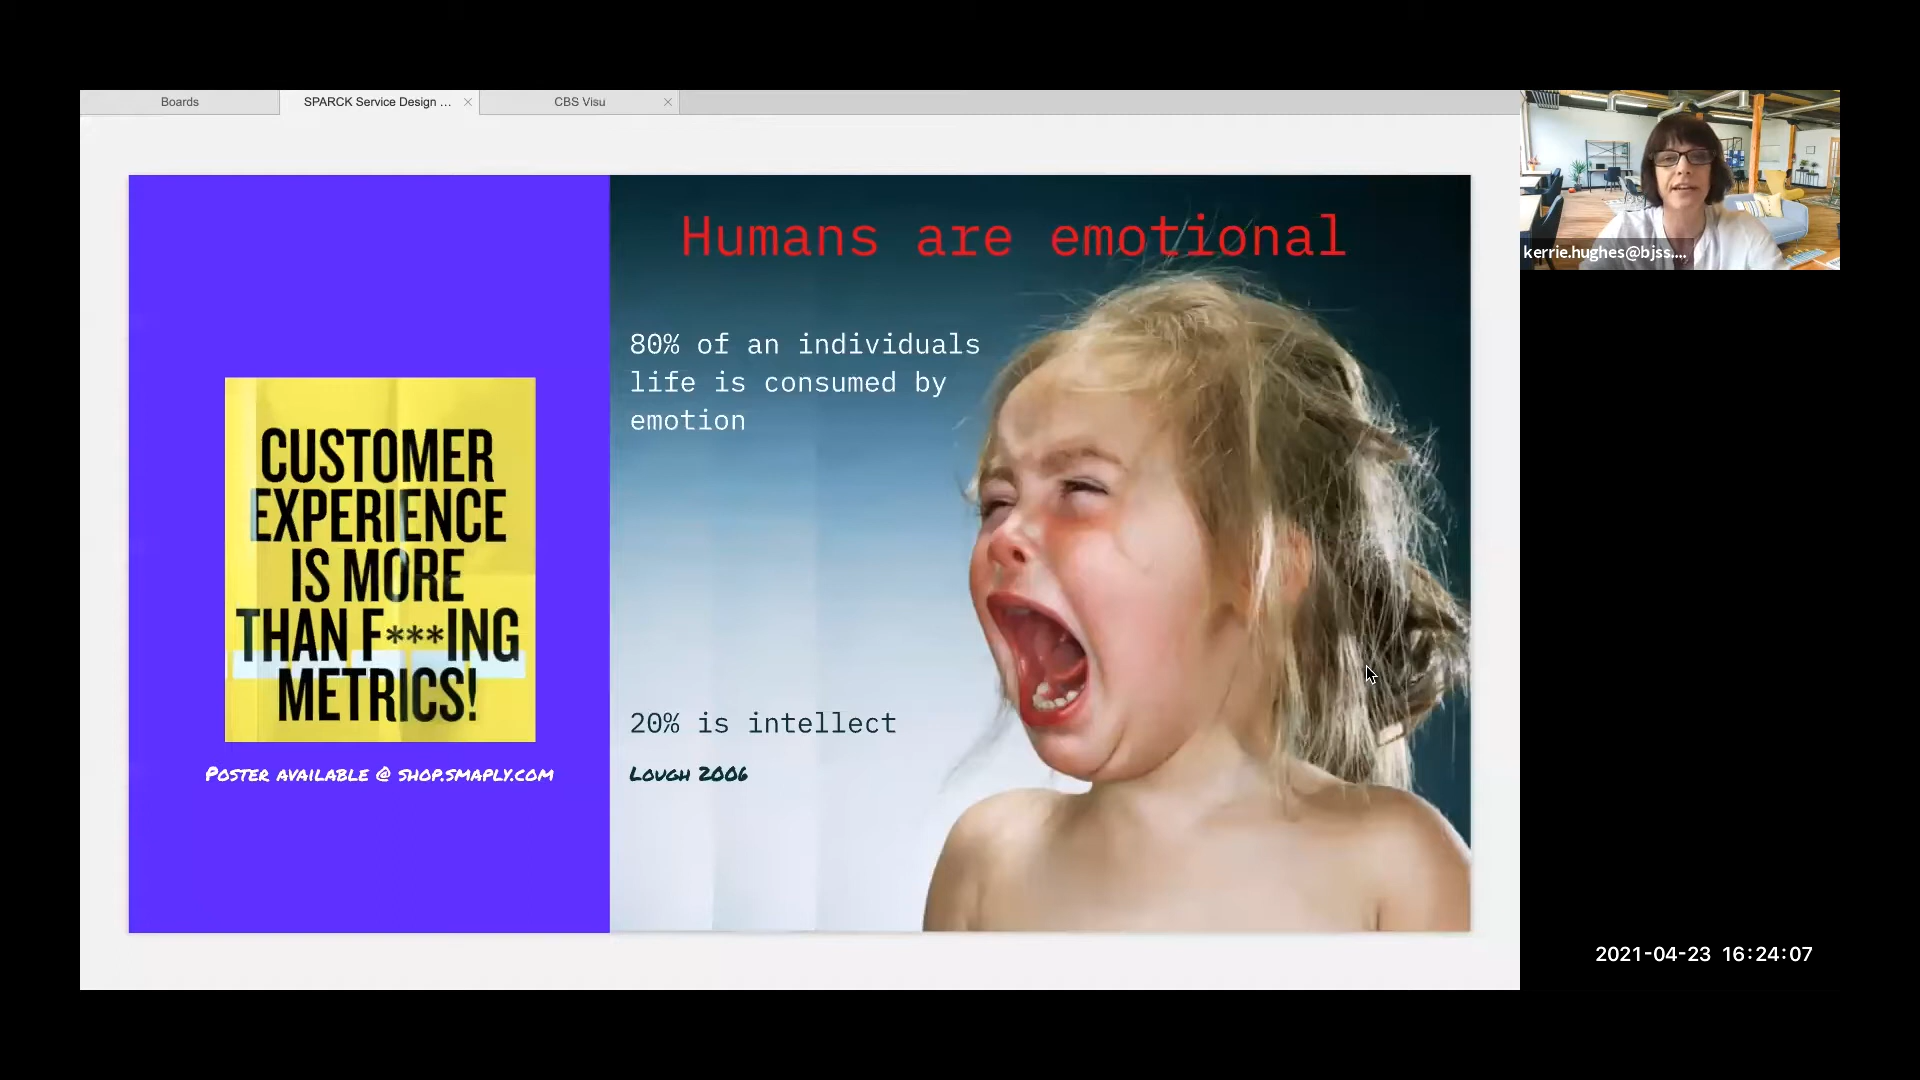 Boards
SPARCK Service Design ...
CBS Visu
Humans are emotional
80% of an individuals
life is consumed by
emotion
20% is intellect
Lough 2006
CUSTOMER
EXPERIENCE
IS MORE
THAN F***ING
METRICS!
Poster available @ shop.smaply.com
kerrie.hughes@bjss....
2021-04-23 16:24:07